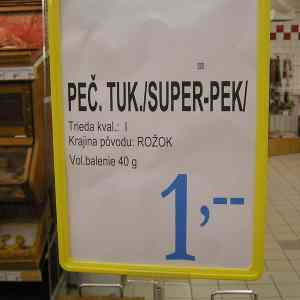 PEČ. TUK./SUPER-PEK/
Trieda kval.: I
Krajina pôvodu: ROŽOK
Vol.balenie 40 g
1,--